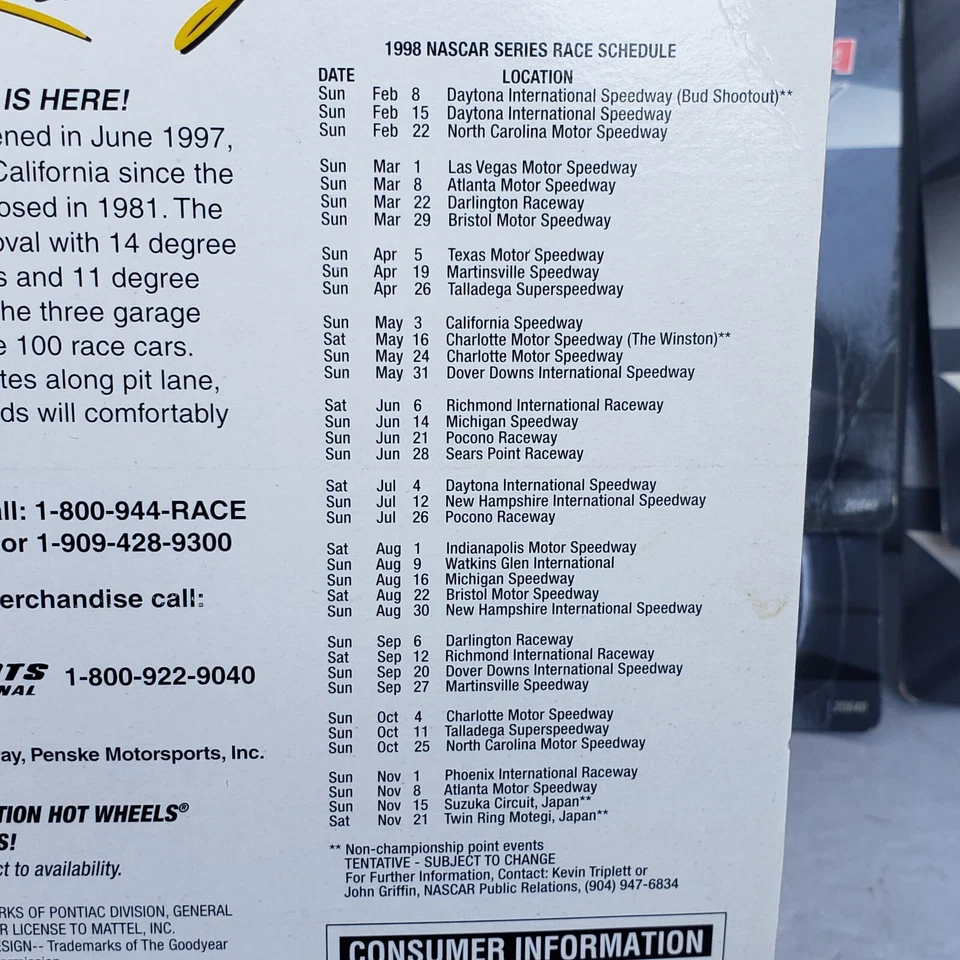 IS HERE!
ened in June 1997,
California since the
osed in 1981. The
oval with 14 degree
s and 11 degree
he three garage
e 100 race cars.
tes along pit lane,
ds will comfortably
all: 1-800-944-RACE
or 1-909-428-9300
erchandise call:
TS
NAL
1-800-922-9040
ay, Penske Motorsports, Inc.
TION HOT WHEELS®
S!
ct to availability.
RKS OF PONTIAC DIVISION, GENERAL
R LICENSE TO MATTEL, INC.
ESIGN-- Trademarks of The Goodyear
1998 NASCAR SERIES RACE SCHEDULE
DATE LOCATION
Sun Feb 8 Daytona International Speedway (Bud Shootout)**
Sun Feb 15 Daytona International Speedway
Sun Feb 22 North Carolina Motor Speedway
Sun Mar 1 Las Vegas Motor Speedway
Sun Mar 8 Atlanta Motor Speedway
Sun Mar 22 Darlington Raceway
Sun Mar 29 Bristol Motor Speedway
Sun Apr 5 Texas Motor Speedway
Sun Apr 19 Martinsville Speedway
Sun Apr 26 Talladega Superspeedway
Sun May 3 California Speedway
Sat May 16 Charlotte Motor Speedway (The Winston)**
Sun May 24 Charlotte Motor Speedway
Sun May 31 Dover Downs International Speedway
Sat Jun 6 Richmond International Raceway
Sun Jun 14 Michigan Speedway
Sun Jun 21 Pocono Raceway
Sun Jun 28 Sears Point Raceway
Sat Jul 4 Daytona International Speedway
Sun Jul 12 New Hampshire International Speedway
Sun Jul 26 Pocono Raceway
Sat Aug 1 Indianapolis Motor Speedway
Sun Aug 9 Watkins Glen International
Sun Aug 16 Michigan Speedway
Sat Aug 22 Bristol Motor Speedway
Sun Aug 30 New Hampshire International Speedway
Sun Sep 6 Darlington Raceway
Sat Sep 12 Richmond International Raceway
Sun Sep 20 Dover Downs International Speedway
Sun Sep 27 Martinsville Speedway
Sun Oct 4 Charlotte Motor Speedway
Sun Oct 11 Talladega Superspeedway
Sun Oct 25 North Carolina Motor Speedway
Sun Nov 1 Phoenix International Raceway
Sun Nov 8 Atlanta Motor Speedway
Sun Nov 15 Suzuka Circuit, Japan**
Sat Nov 21 Twin Ring Motegi, Japan**
** Non-championship point events
TENTATIVE - SUBJECT TO CHANGE
For Further Information, Contact: Kevin Triplett or
John Griffin, NASCAR Public Relations, (904) 947-6834
CONSUMER INFORMATION